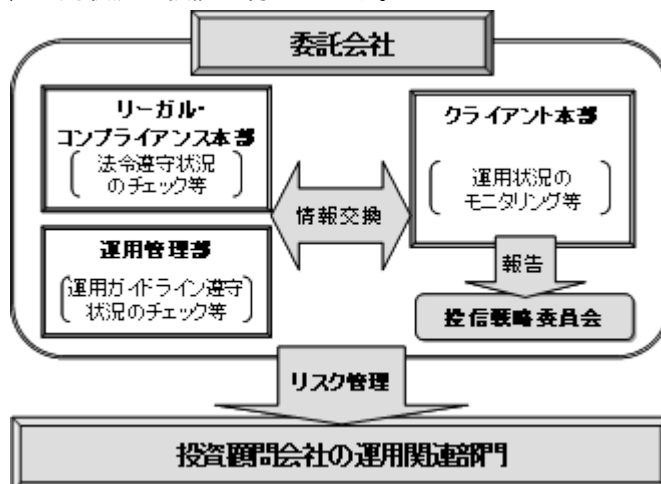 委託会社
リーガル・
コンプライアンス本部
法令遵守状況
のチェック等
クライアント本部
運用状況の
モニタリング等
情報交換
運用管理部
運用ガイドライン遵守
状況のチェック等
報告
投信戦略委員会
リスク管理
投資顧問会社の運用関連部門